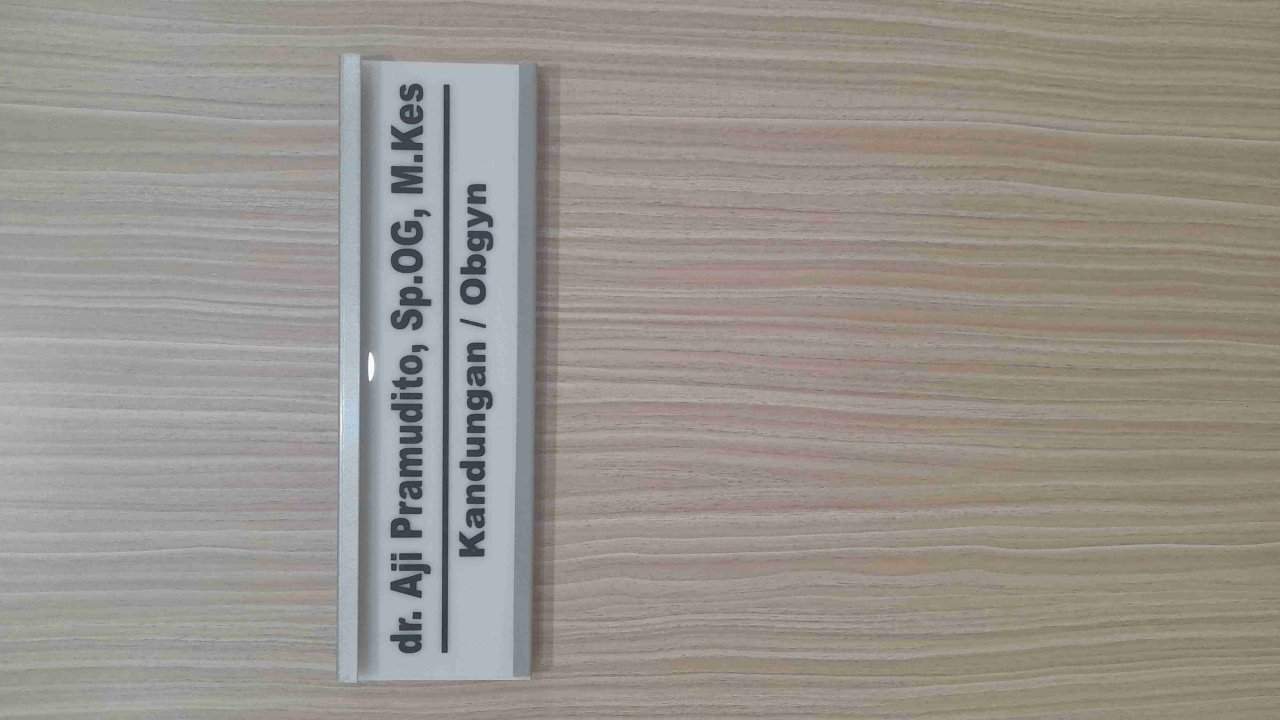 dr. Aji Pramudito, Sp.OG, M.Kes
Kandungan / Obgyn